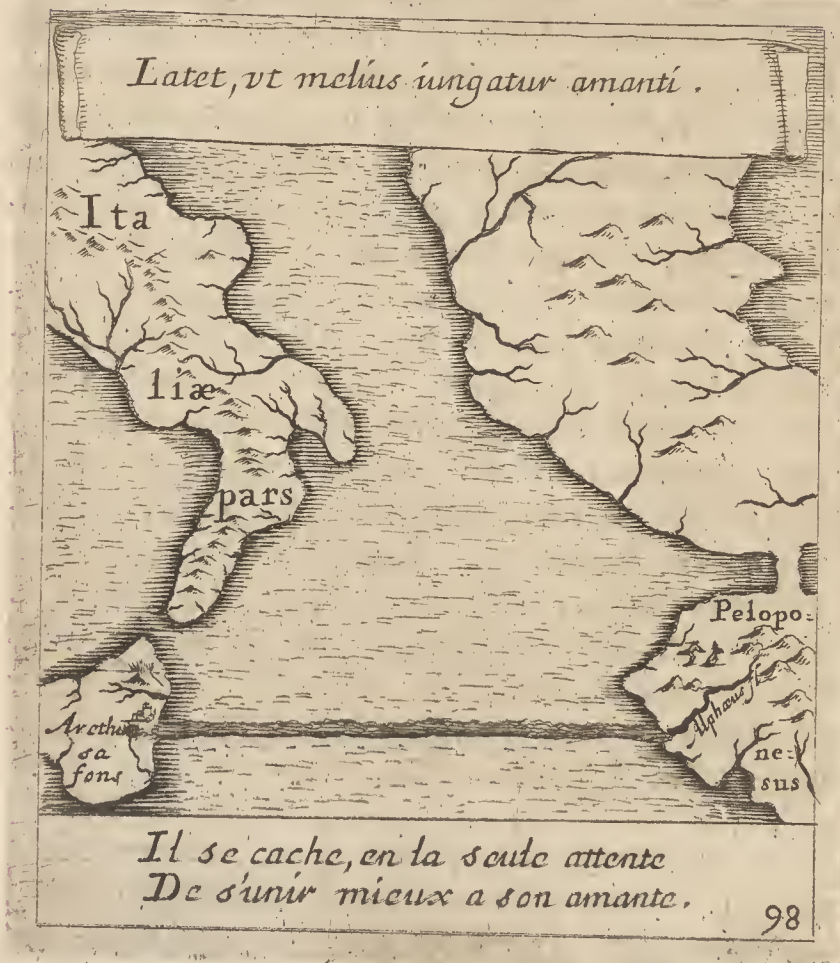 Latet, vt melius iungatur amanti.
Ita
liæ
pars
Pelopo:
Alphæus fl.
ne:
sus
Arethu
sa
fons
Il se cache, en la seule attente
De s'unir mieux a son amante.
98